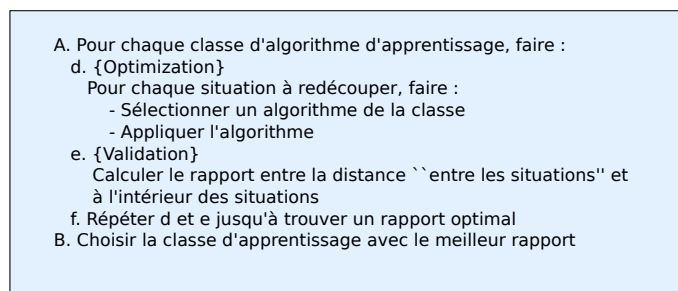 A. Pour chaque classe d'algorithme d'apprentissage, faire :
d. {Optimization}
Pour chaque situation à redécouper, faire :
- Sélectionner un algorithme de la classe
- Appliquer l'algorithme
e. {Validation}
Calculer le rapport entre la distance ``entre les situations'' et
à l'intérieur des situations
f. Répéter d et e jusqu'à trouver un rapport optimal
B. Choisir la classe d'apprentissage avec le meilleur rapport